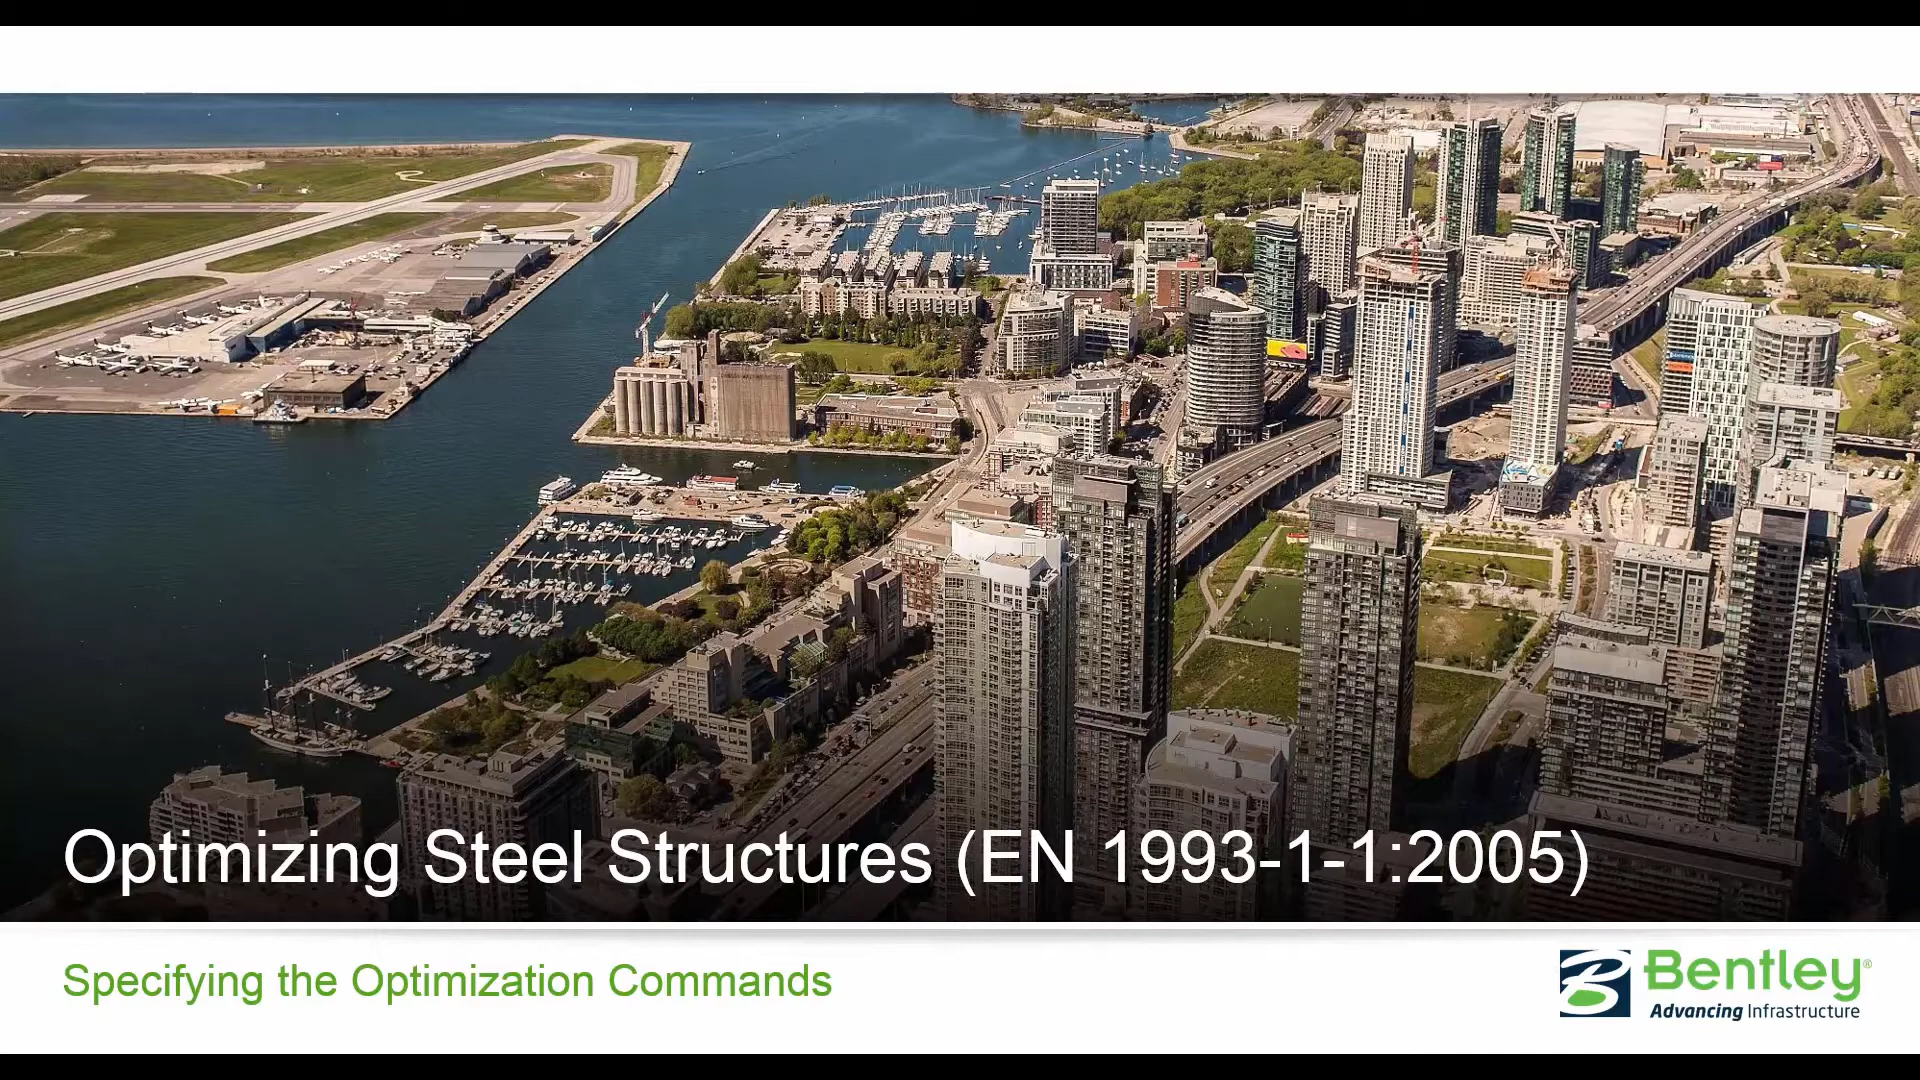 Optimizing Steel Structures (EN 1993-1-1:2005)
Specifying the Optimization Commands
Bentley®
Advancing Infrastructure